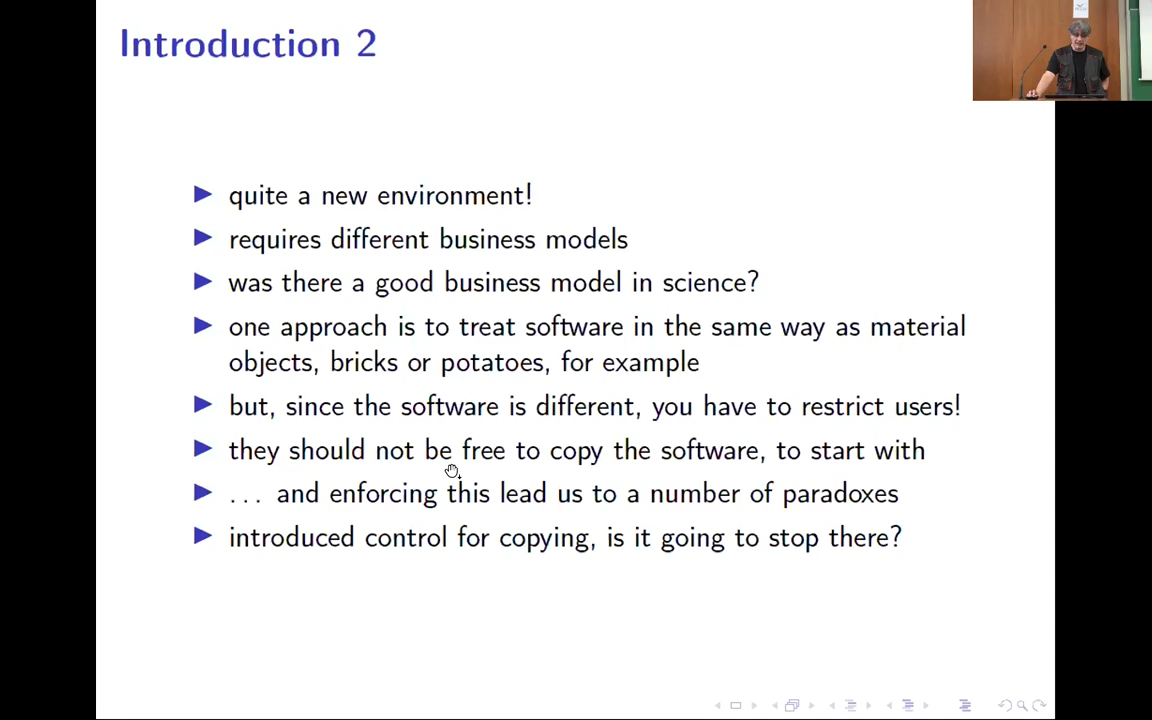 Introduction 2
quite a new environment!
requires different business models
was there a good business model in science?
one approach is to treat software in the same way as material
objects, bricks or potatoes, for example
but, since the software is different, you have to restrict users!
they should not be free to copy the software, to start with
... and enforcing this lead us to a number of paradoxes
introduced control for copying, is it going to stop there?